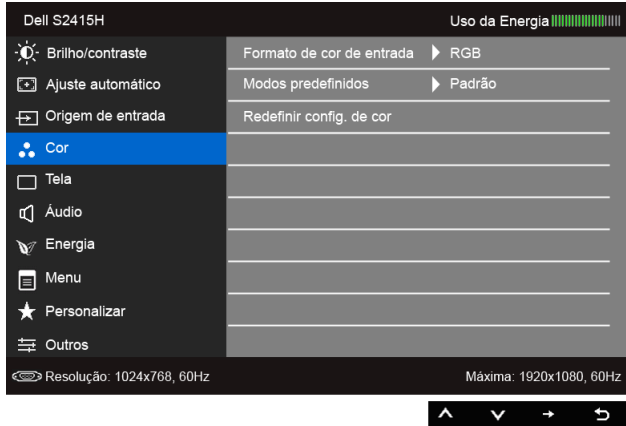 Dell S2415H Uso da Energia
Brilho/contraste Formato de cor de entrada RGB
Ajuste automático Modos predefinidos Padrão
Origem de entrada Redefinir config. de cor
Cor
Tela
Áudio
Energia
Menu
Personalizar
Outros
Resolução: 1024x768, 60Hz Máxima: 1920x1080, 60Hz